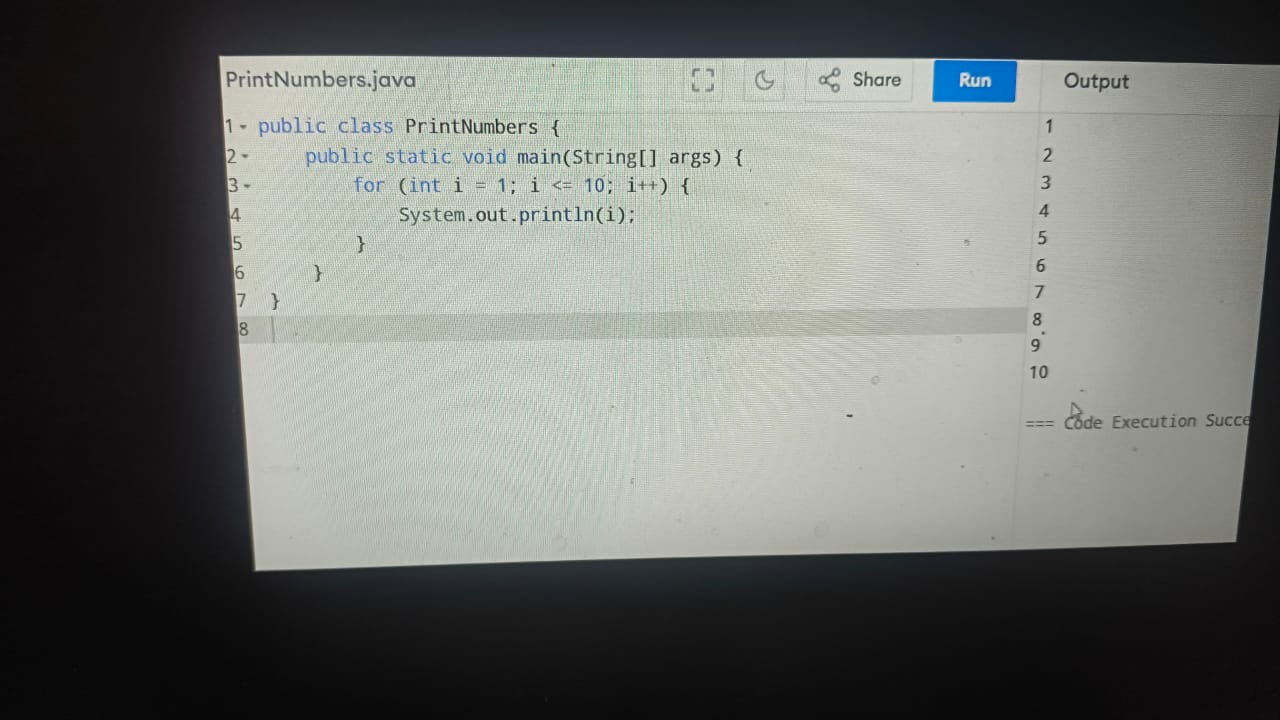 PrintNumbers.java
Share
Run
Output
1 public class PrintNumbers {
2     public static void main(String[] args) {
3         for (int i = 1; i <= 10; i++) {
4             System.out.println(i);
5         }
6     }
7 }
8
1
2
3
4
5
6
7
8
9
10
=== Code Execution Succe